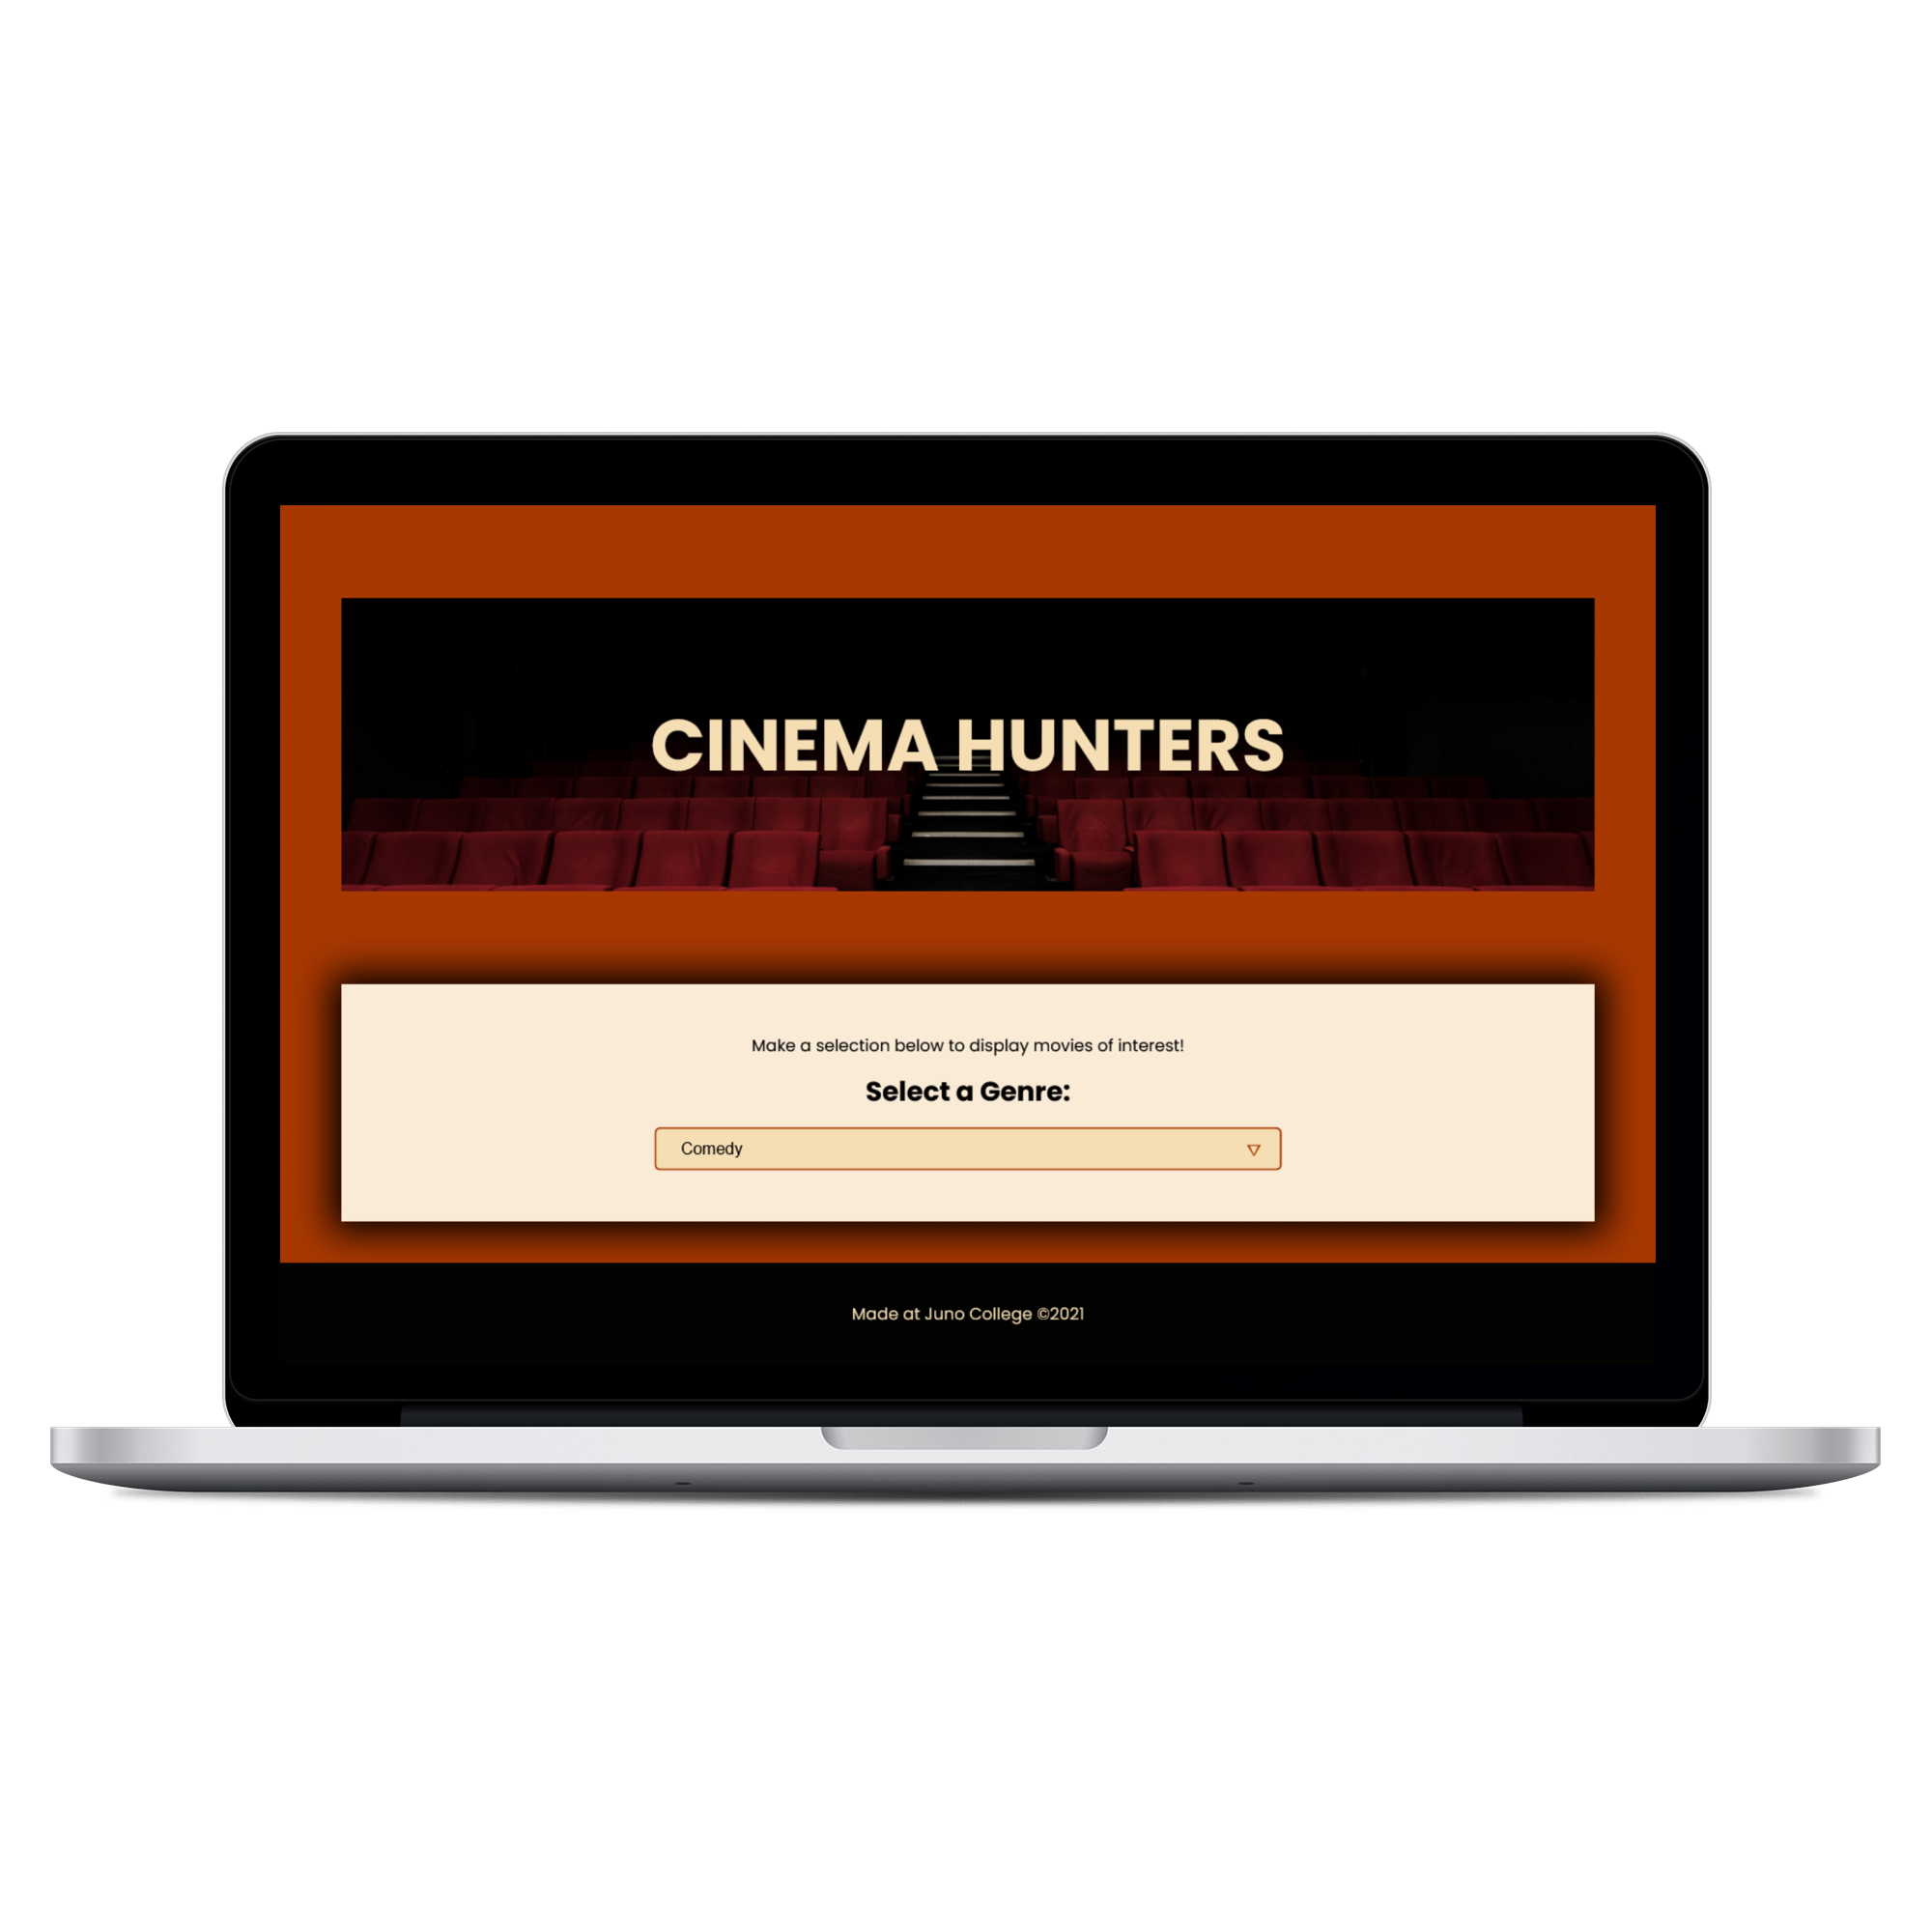 CINEMA HUNTERS
Make a selection below to display movies of interest!
Select a Genre:
Comedy
Made at Juno College ©2021